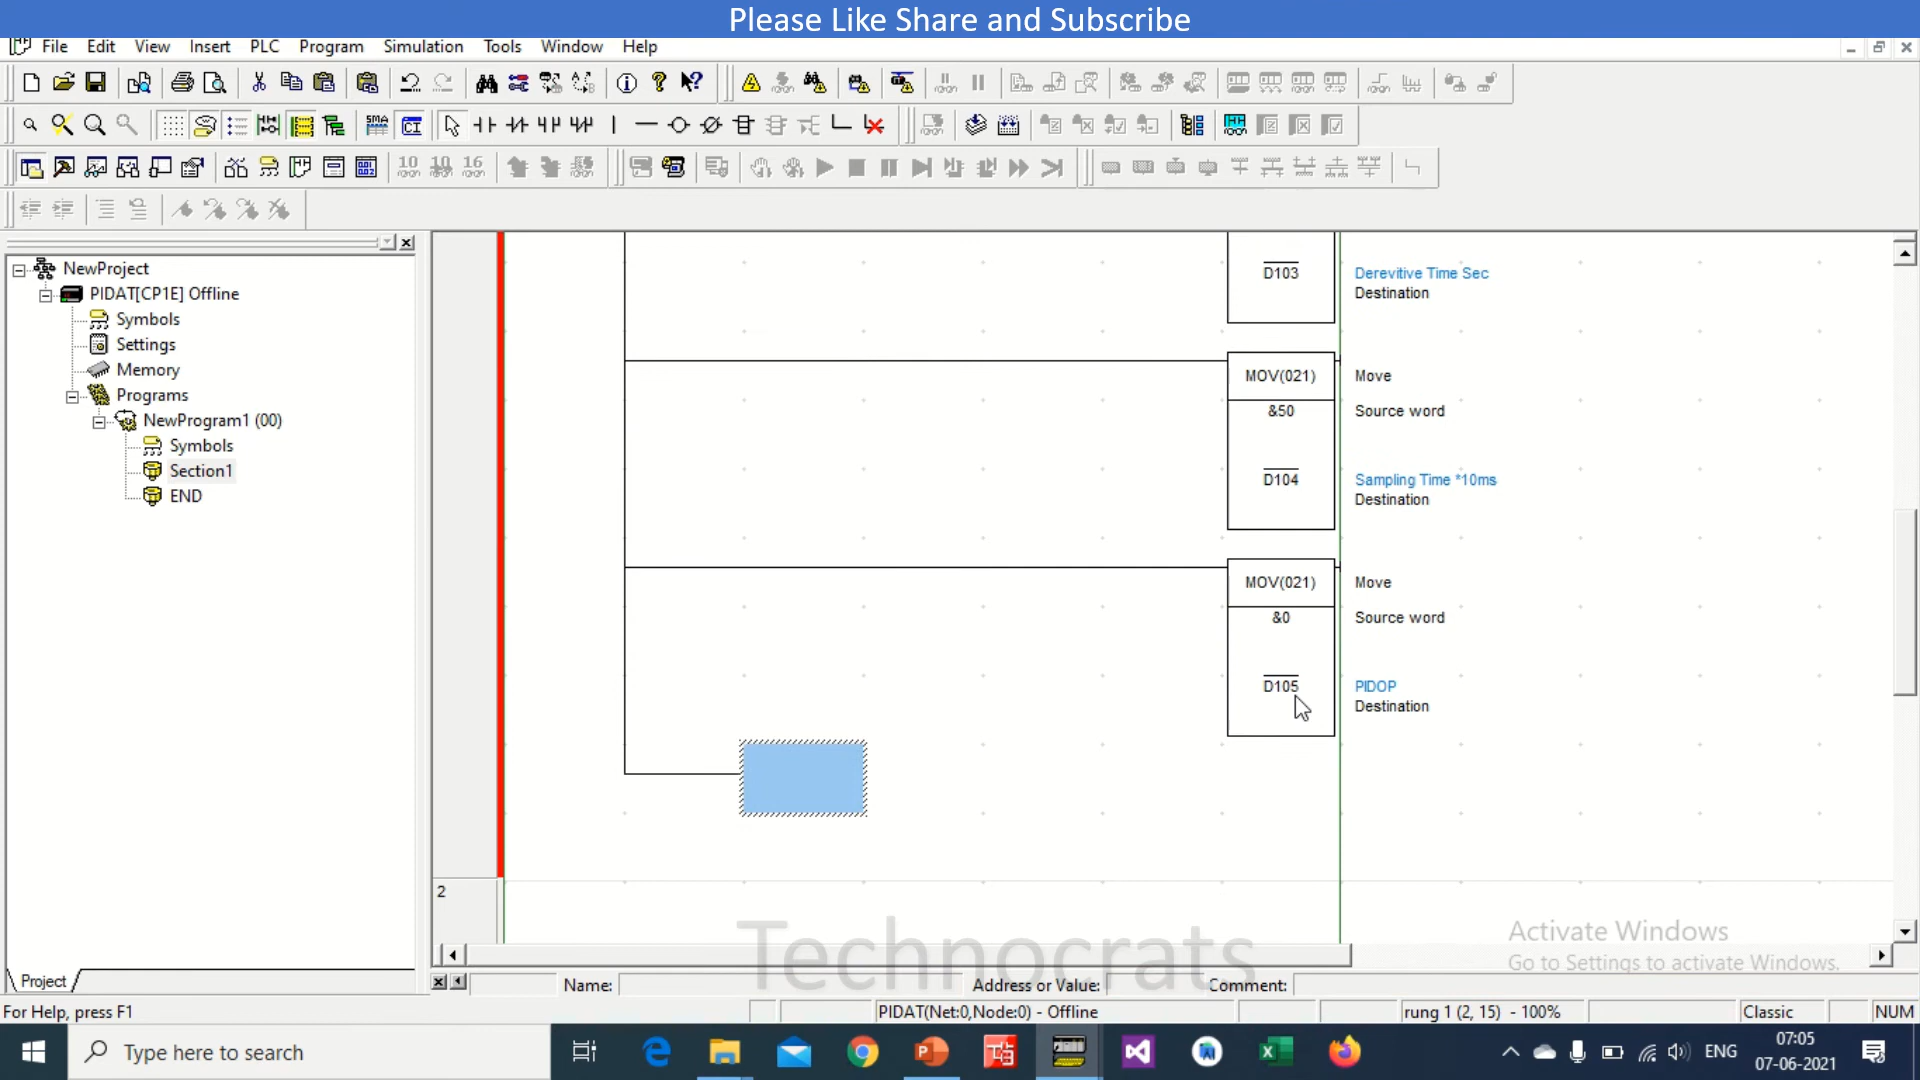 Please Like Share and Subscribe
File Edit View Insert PLC Program Simulation Tools Window Help
SMA CI
10 10 16
NewProject
PIDAT[CP1E] Offline
Symbols
Settings
Memory
Programs
NewProgram1 (00)
Symbols
Section1
END
D103
Derevitive Time Sec
Destination
MOV(021)
Move
&50
Source word
D104
Sampling Time *10ms
Destination
MOV(021)
Move
&0
Source word
D105
PIDOP
Destination
2
Technocrats
Activate Windows
Go to Settings to activate Windows.
Project
Name:
Address or Value:
Comment:
For Help, press F1
PIDAT(Net:0,Node:0) - Offline
rung 1 (2, 15) - 100%
Classic
NUM
Type here to search
ENG
07:05
07-06-2021